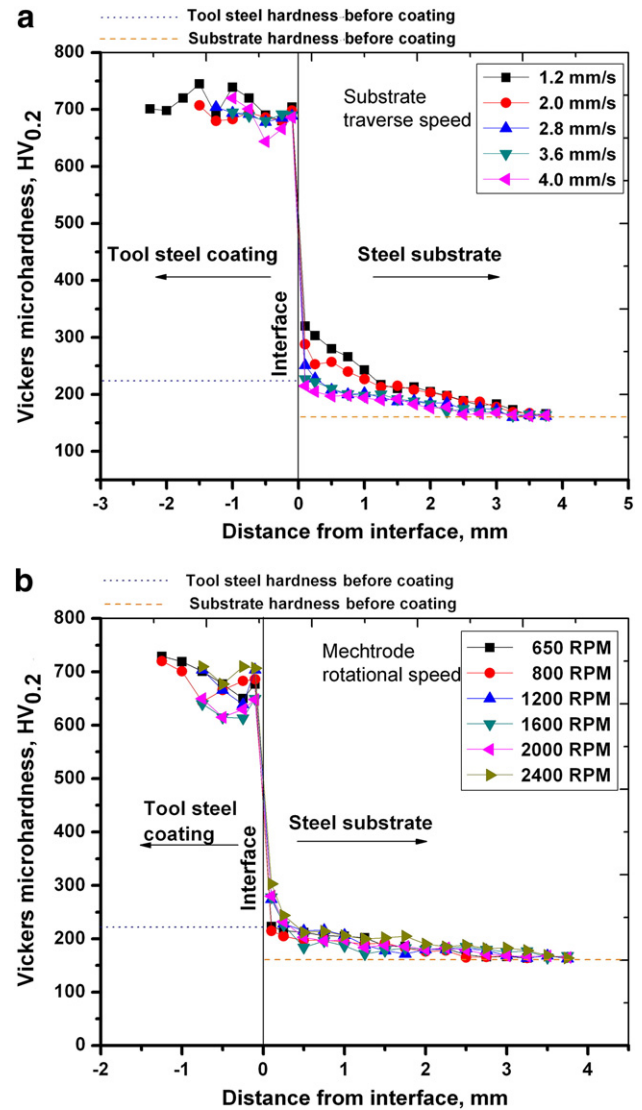 Tool steel hardness before coating
Substrate hardness before coating
a
800
700
600
500
400
300
200
100
Vickers microhardness, HV0.2
Substrate
traverse speed
1.2 mm/s
2.0 mm/s
2.8 mm/s
3.6 mm/s
4.0 mm/s
Tool steel coating
Steel substrate
Interface
-3 -2 -1 0 1 2 3 4 5
Distance from interface, mm
b
Tool steel hardness before coating
Substrate hardness before coating
800
700
600
500
400
300
200
100
0
Vickers microhardness, HV0.2
Mechtrode
rotational speed
650 RPM
800 RPM
1200 RPM
1600 RPM
2000 RPM
2400 RPM
Tool steel
coating
Steel substrate
Interface
-2 -1 0 1 2 3 4
Distance from interface, mm